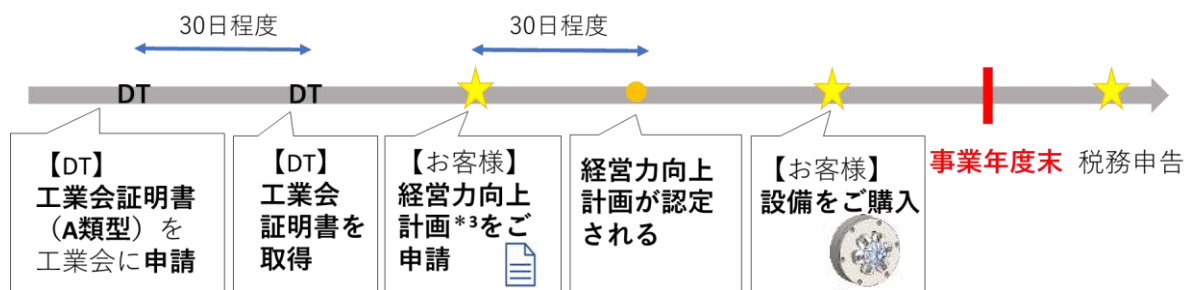 30日程度
30日程度
DT
DT
【DT】
工業会証明書
（A類型）を
工業会に申請
【DT】
工業会
証明書を
取得
【お客様】
経営力向上
計画*3をご
申請
経営力向上
計画が認定
される
【お客様】
設備をご購入
事業年度末
税務申告